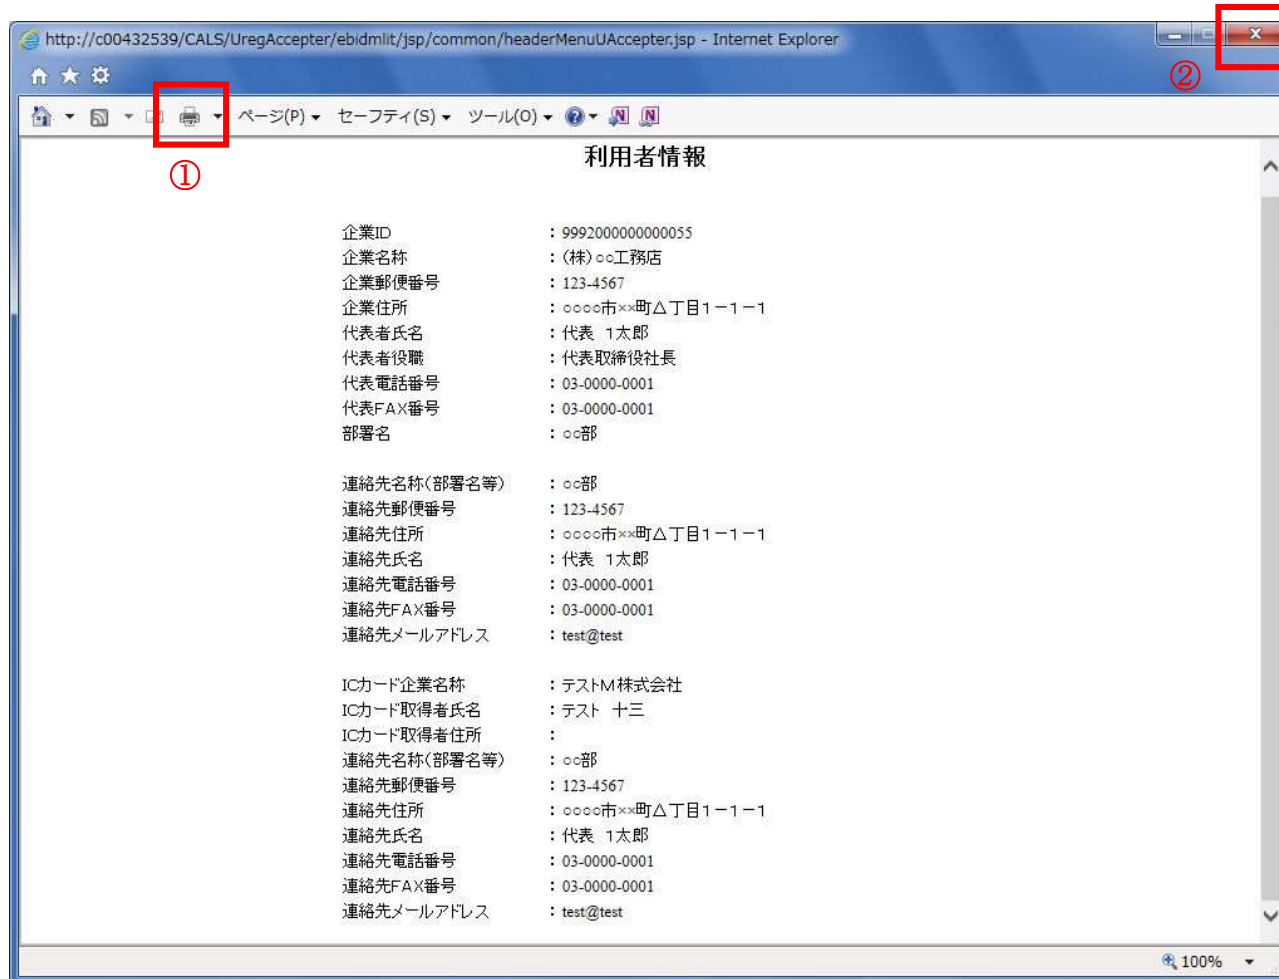 http://c00432539/CALS/UregAccepter/ebidmlit/jsp/common/headerMenuUAccepter.jsp - Internet Explorer
②
ページ(P) セーフティ(S) ツール(O)
①
利用者情報
企業ID : 9992000000000055
企業名称 : (株)○○工務店
企業郵便番号 : 123-4567
企業住所 : ○○○○市××町△丁目1-1-1
代表者氏名 : 代表 1太郎
代表者役職 : 代表取締役社長
代表電話番号 : 03-0000-0001
代表FAX番号 : 03-0000-0001
部署名 : ○○部
連絡先名称(部署名等) : ○○部
連絡先郵便番号 : 123-4567
連絡先住所 : ○○○○市××町△丁目1-1-1
連絡先氏名 : 代表 1太郎
連絡先電話番号 : 03-0000-0001
連絡先FAX番号 : 03-0000-0001
連絡先メールアドレス : test@test
ICカード企業名称 : テストM株式会社
ICカード取得者氏名 : テスト 十三
ICカード取得者住所 :
連絡先名称(部署名等) : ○○部
連絡先郵便番号 : 123-4567
連絡先住所 : ○○○○市××町△丁目1-1-1
連絡先氏名 : 代表 1太郎
連絡先電話番号 : 03-0000-0001
連絡先FAX番号 : 03-0000-0001
連絡先メールアドレス : test@test
100%